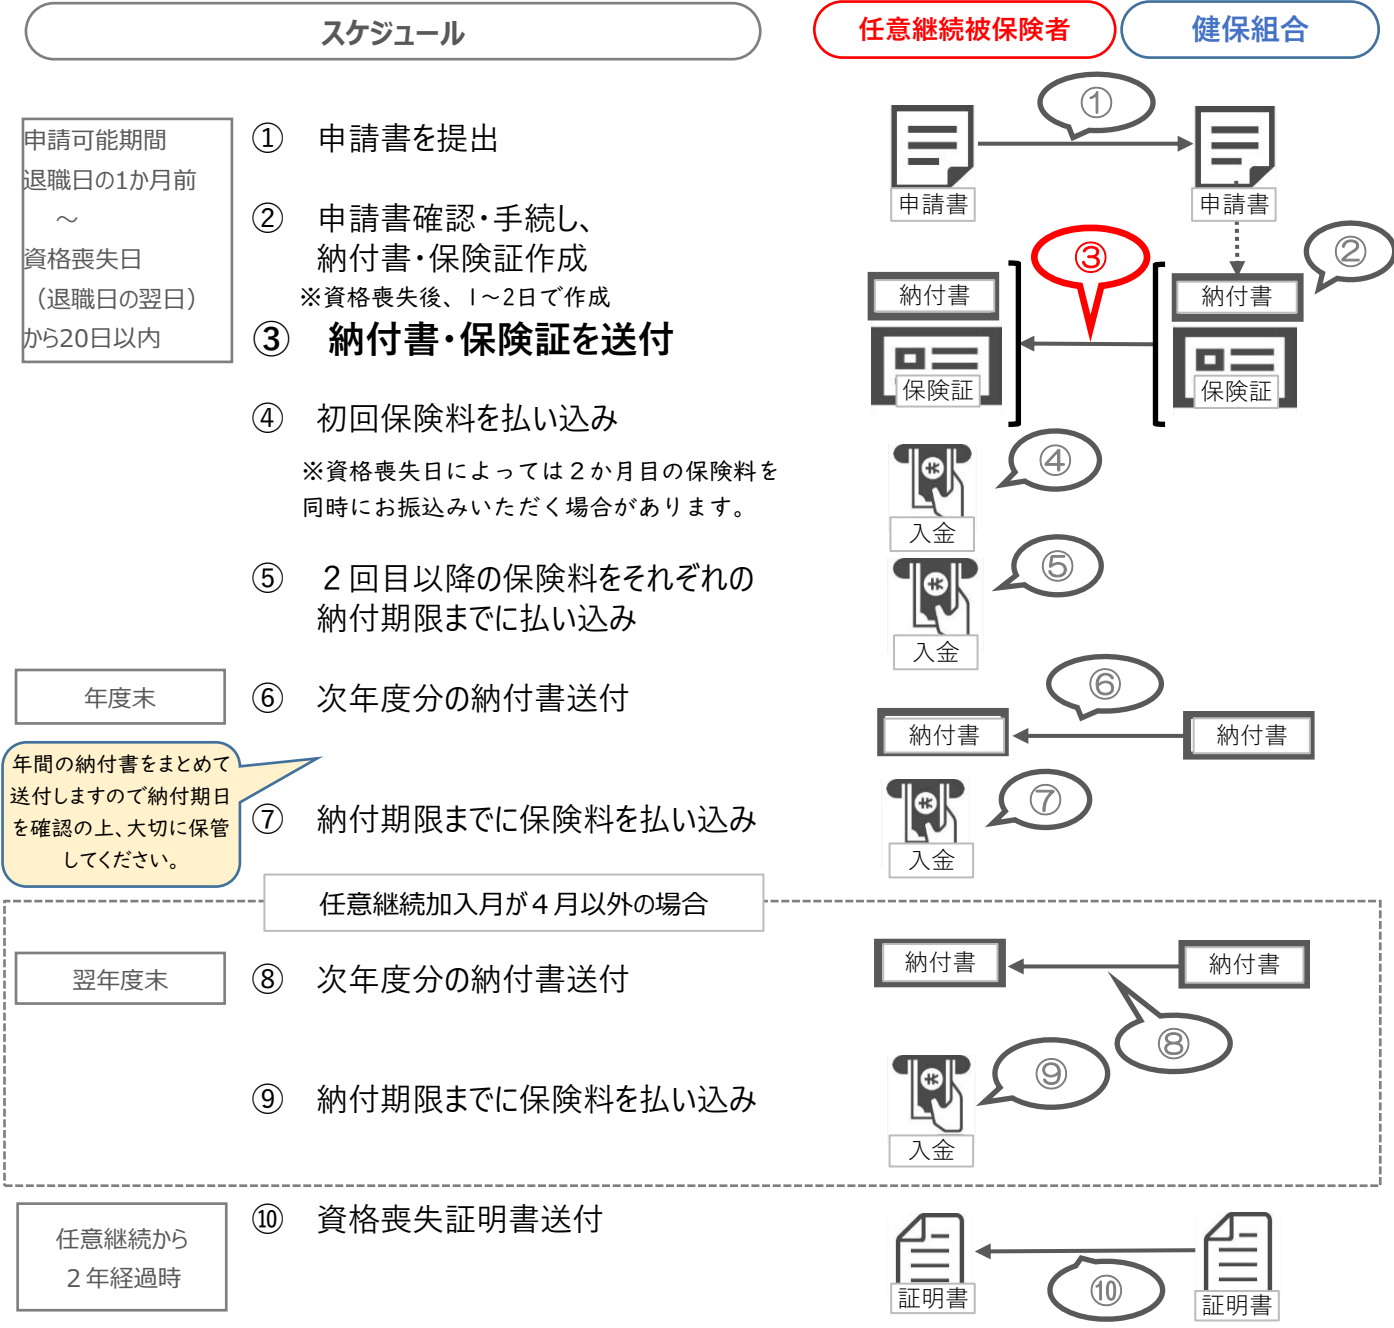 スケジュール
任意継続被保険者
健保組合
申請可能期間
退職日の1か月前
～
資格喪失日
（退職日の翌日）
から20日以内
① 申請書を提出
② 申請書確認・手続し、
納付書・保険証作成
※資格喪失後、1～2日で作成
③ 納付書・保険証を送付
④ 初回保険料を払い込み
※資格喪失日によっては２か月目の保険料を
同時にお振込みいただく場合があります。
⑤ ２回目以降の保険料をそれぞれの
納付期限までに払い込み
①
申請書
申請書
②
③
納付書
納付書
保険証
保険証
④
入金
⑤
入金
年度末
⑥ 次年度分の納付書送付
⑥
納付書
納付書
年間の納付書をまとめて
送付しますので納付期日
を確認の上、大切に保管
してください。
⑦ 納付期限までに保険料を払い込み
⑦
入金
任意継続加入月が４月以外の場合
翌年度末
⑧ 次年度分の納付書送付
納付書
納付書
⑧
⑨ 納付期限までに保険料を払い込み
⑨
入金
任意継続から
２年経過時
⑩ 資格喪失証明書送付
⑩
証明書
証明書